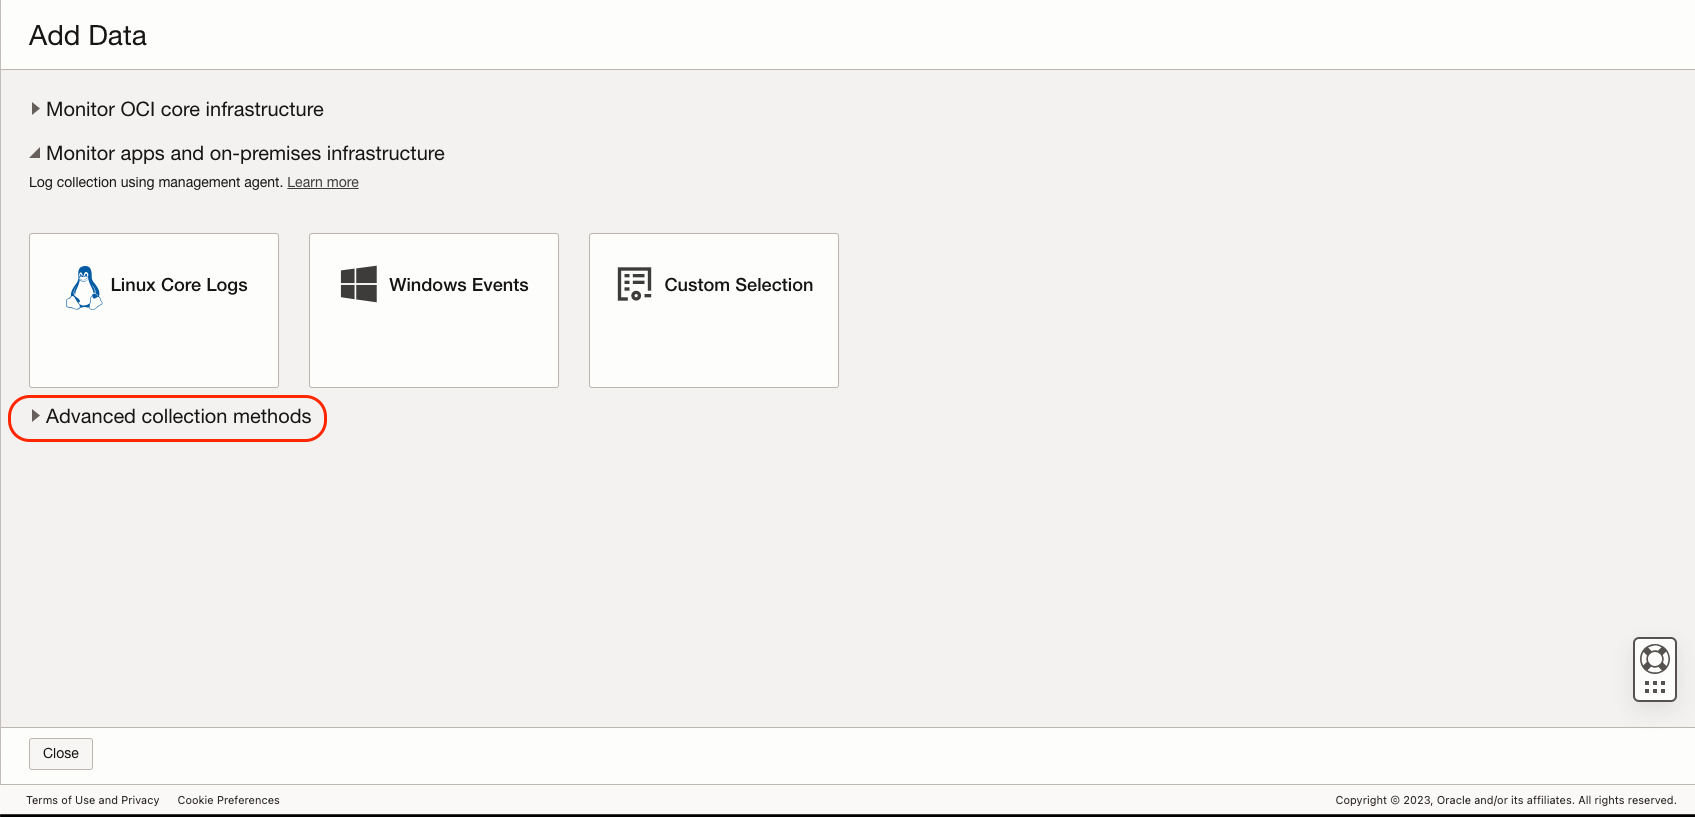 Add Data
Monitor OCI core infrastructure
Monitor apps and on-premises infrastructure
Log collection using management agent. Learn more
Linux Core Logs
Windows Events
Custom Selection
Advanced collection methods
Close
Terms of Use and Privacy
Cookie Preferences
Copyright © 2023, Oracle and/or its affiliates. All rights reserved.